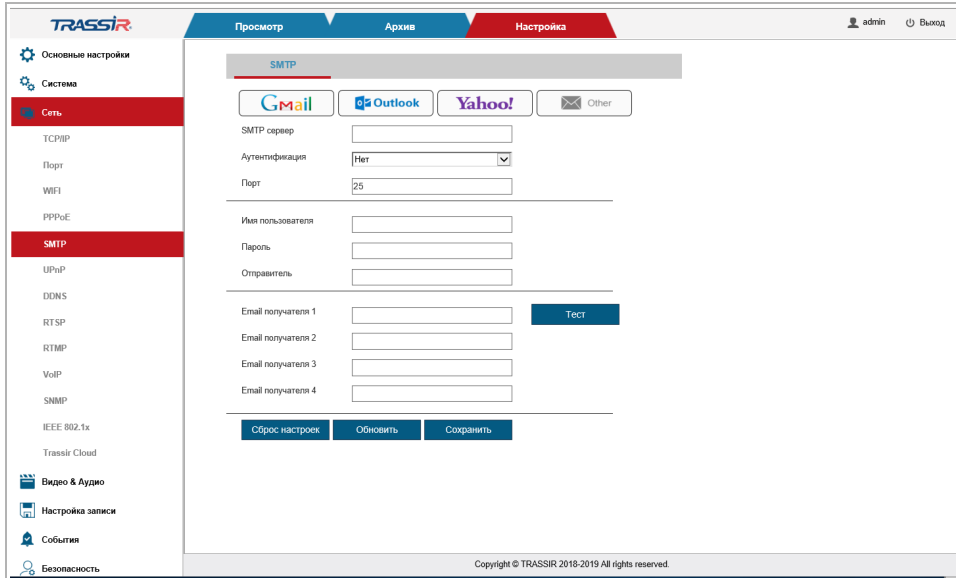 TRASSIR
Просмотр
Архив
Настройка
admin
Выход
Основные настройки
Система
Сеть
TCP/IP
Порт
WIFI
PPPoE
SMTP
UPnP
DDNS
RTSP
RTMP
VoIP
SNMP
IEEE 802.1x
Trassir Cloud
Видео & Аудио
Настройка записи
События
Безопасность
SMTP
Gmail
Outlook
Yahoo!
Other
SMTP сервер
Аутентификация Нет
Порт 25
Имя пользователя
Пароль
Отправитель
Email получателя 1 Тест
Email получателя 2
Email получателя 3
Email получателя 4
Сброс настроек
Обновить
Сохранить
Copyright © TRASSIR 2018-2019 All rights reserved.